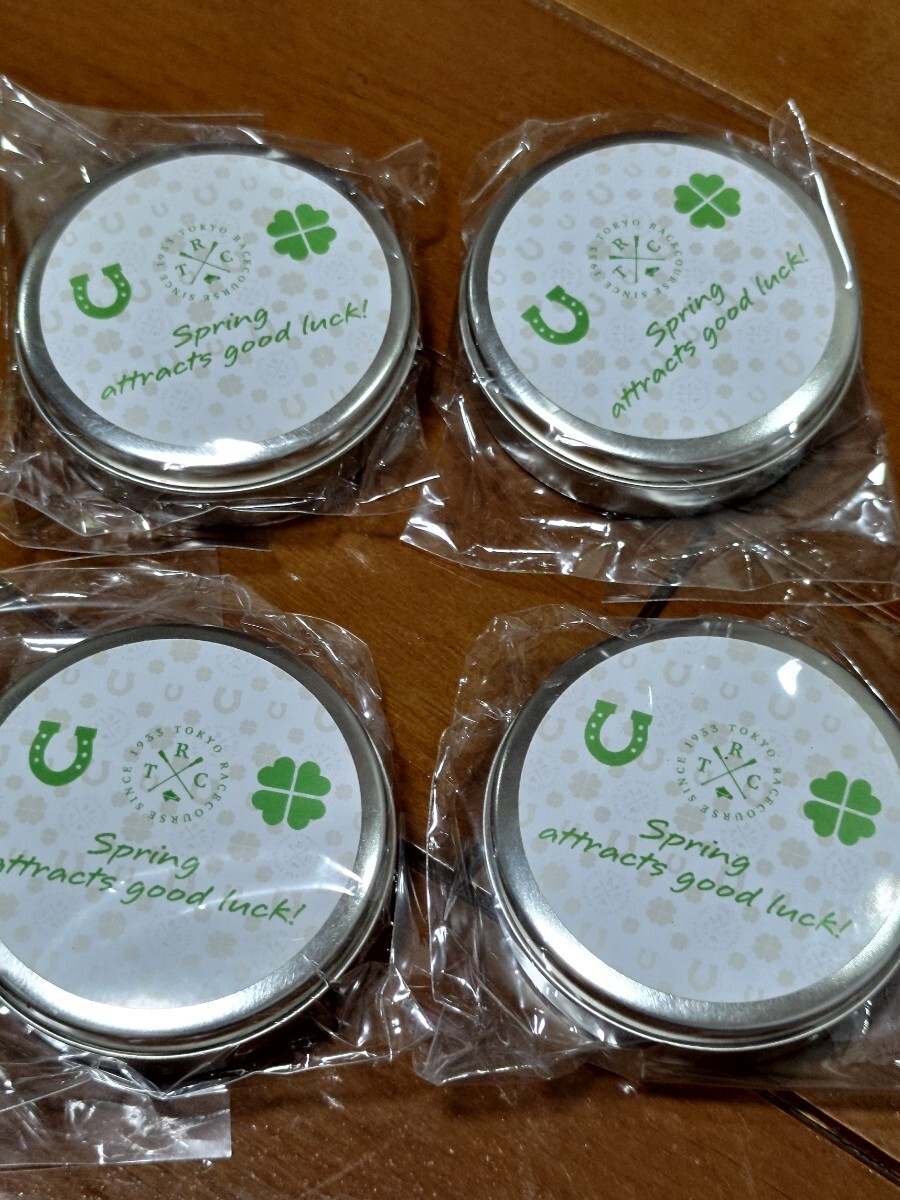 SINCE 1933 TOKYO RACECOURSE
R
T C
Spring
attracts good luck!
SINCE 1933 TOKYO RACECOURSE
R
T C
Spring
attracts good luck!
SINCE 1933 TOKYO RACECOURSE
R
T C
Spring
attracts good luck!
SINCE 1933 TOKYO RACECOURSE
R
T C
Spring
attracts good luck!